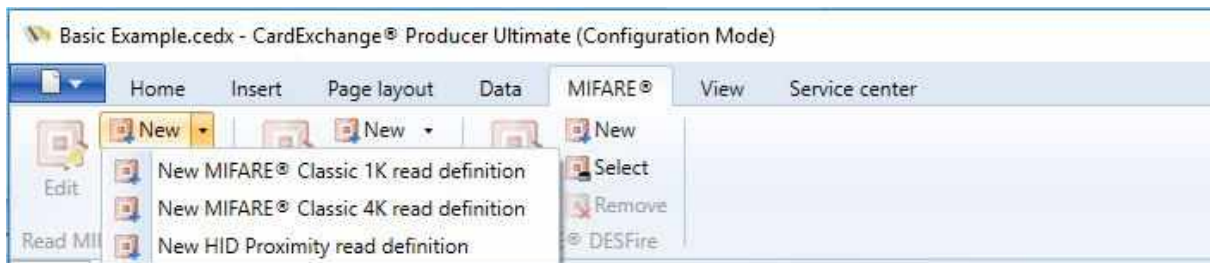 Basic Example.cedx - CardExchange® Producer Ultimate (Configuration Mode)
Home Insert Page layout Data MIFARE® View Service center
New New New
New MIFARE® Classic 1K read definition Select
Edit
New MIFARE® Classic 4K read definition Remove
Read New HID Proximity read definition ® DESFire